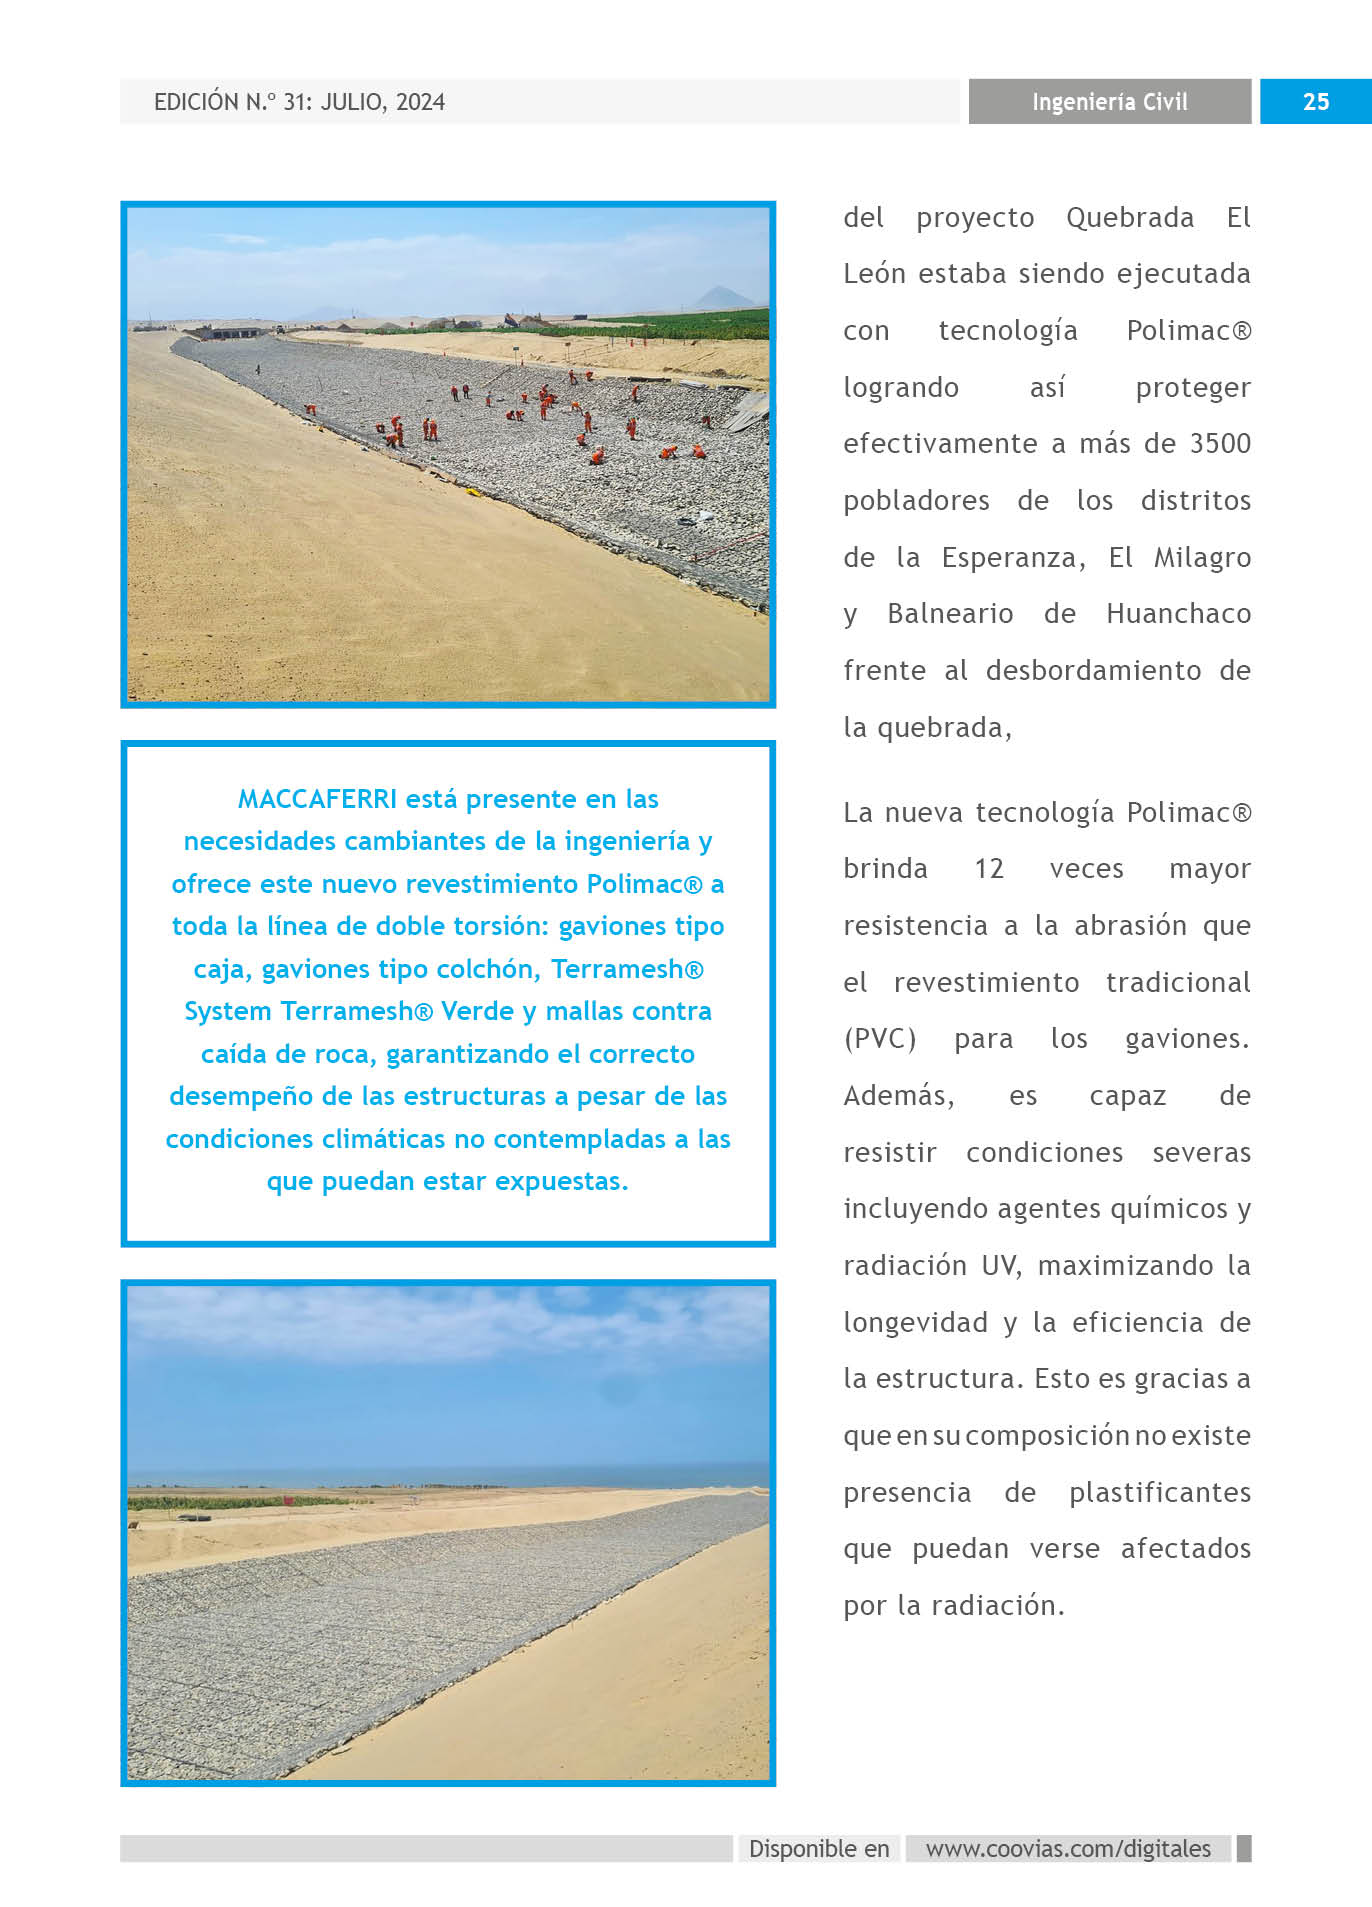 EDICIÓN N.º 31: JULIO, 2024
Ingeniería Civil
25
MACCAFERRI está presente en las
necesidades cambiantes de la ingeniería y
ofrece este nuevo revestimiento Polimac® a
toda la línea de doble torsión: gaviones tipo
caja, gaviones tipo colchón, Terramesh®
System Terramesh® Verde y mallas contra
caída de roca, garantizando el correcto
desempeño de las estructuras a pesar de las
condiciones climáticas no contempladas a las
que puedan estar expuestas.
del proyecto Quebrada El
León estaba siendo ejecutada
con tecnología Polimac®
logrando así proteger
efectivamente a más de 3500
pobladores de los distritos
de la Esperanza, El Milagro
y Balneario de Huanchaco
frente al desbordamiento de
la quebrada,
La nueva tecnología Polimac®
brinda 12 veces mayor
resistencia a la abrasión que
el revestimiento tradicional
(PVC) para los gaviones.
Además, es capaz de
resistir condiciones severas
incluyendo agentes químicos y
radiación UV, maximizando la
longevidad y la eficiencia de
la estructura. Esto es gracias a
que en su composición no existe
presencia de plastificantes
que puedan verse afectados
por la radiación.
Disponible en
www.coovias.com/digitales